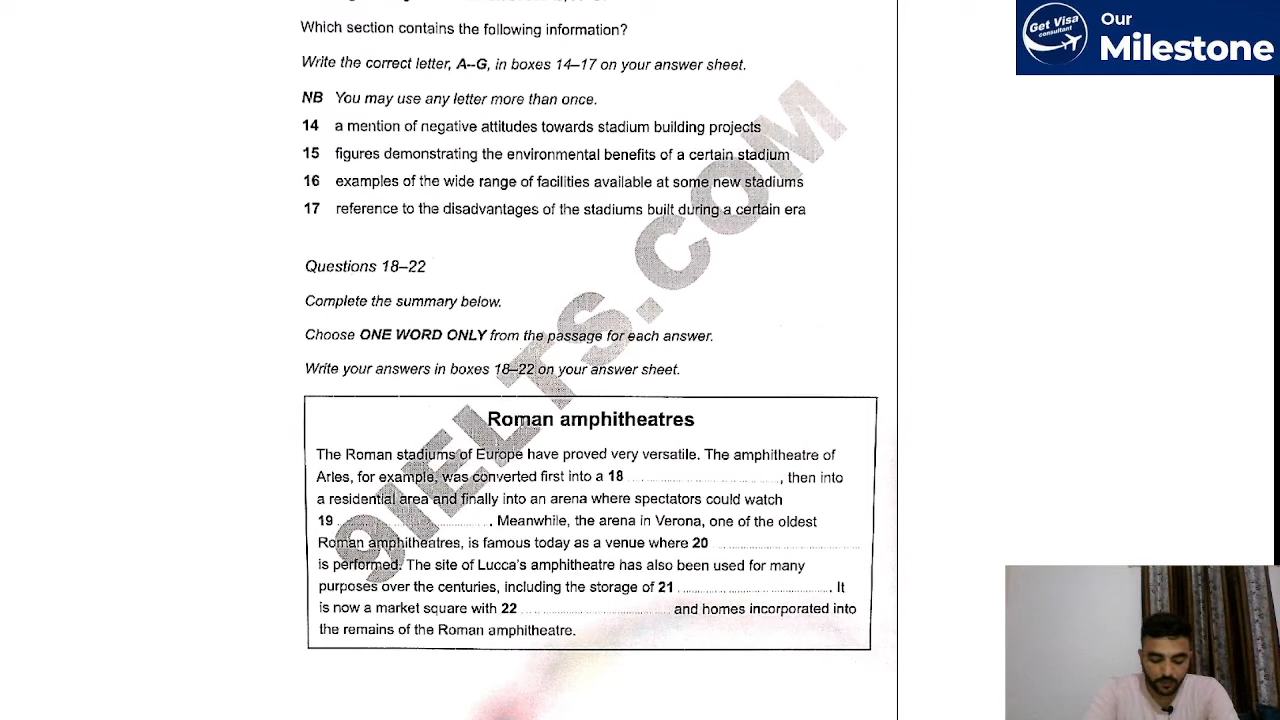 Get Visa
consultant
Our
Milestone
Which section contains the following information?
Write the correct letter, A--G, in boxes 14–17 on your answer sheet.
NB You may use any letter more than once.
14 a mention of negative attitudes towards stadium building projects
15 figures demonstrating the environmental benefits of a certain stadium
16 examples of the wide range of facilities available at some new stadiums
17 reference to the disadvantages of the stadiums built during a certain era
Questions 18–22
Complete the summary below.
Choose ONE WORD ONLY from the passage for each answer.
Write your answers in boxes 18–22 on your answer sheet.
9IELTS.COM
Roman amphitheatres
The Roman stadiums of Europe have proved very versatile. The amphitheatre of
Arles, for example, was converted first into a 18 ........................................, then into
a residential area and finally into an arena where spectators could watch
19 ........................................ . Meanwhile, the arena in Verona, one of the oldest
Roman amphitheatres, is famous today as a venue where 20 ........................................
is performed. The site of Lucca's amphitheatre has also been used for many
purposes over the centuries, including the storage of 21 ........................................ . It
is now a market square with 22 ........................................ and homes incorporated into
the remains of the Roman amphitheatre.